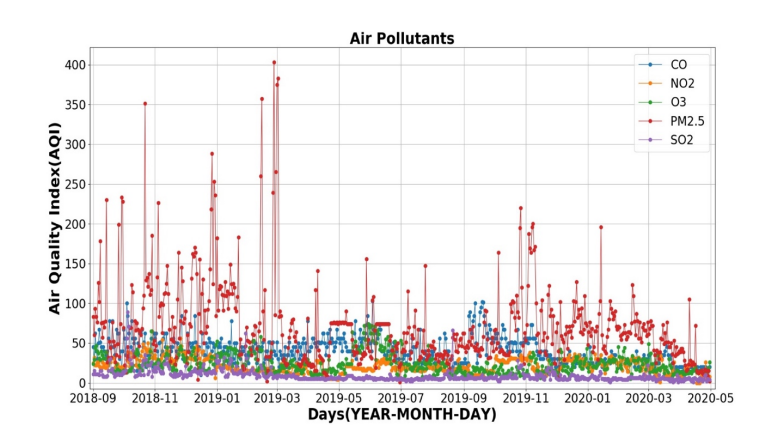 Air Pollutants
Air Quality Index(AQI)
400
350
300
250
200
150
100
50
0
CO
NO2
O3
PM2.5
SO2
2018-09 2018-11 2019-01 2019-03 2019-05 2019-07 2019-09 2019-11 2020-01 2020-03 2020-05
Days(YEAR-MONTH-DAY)